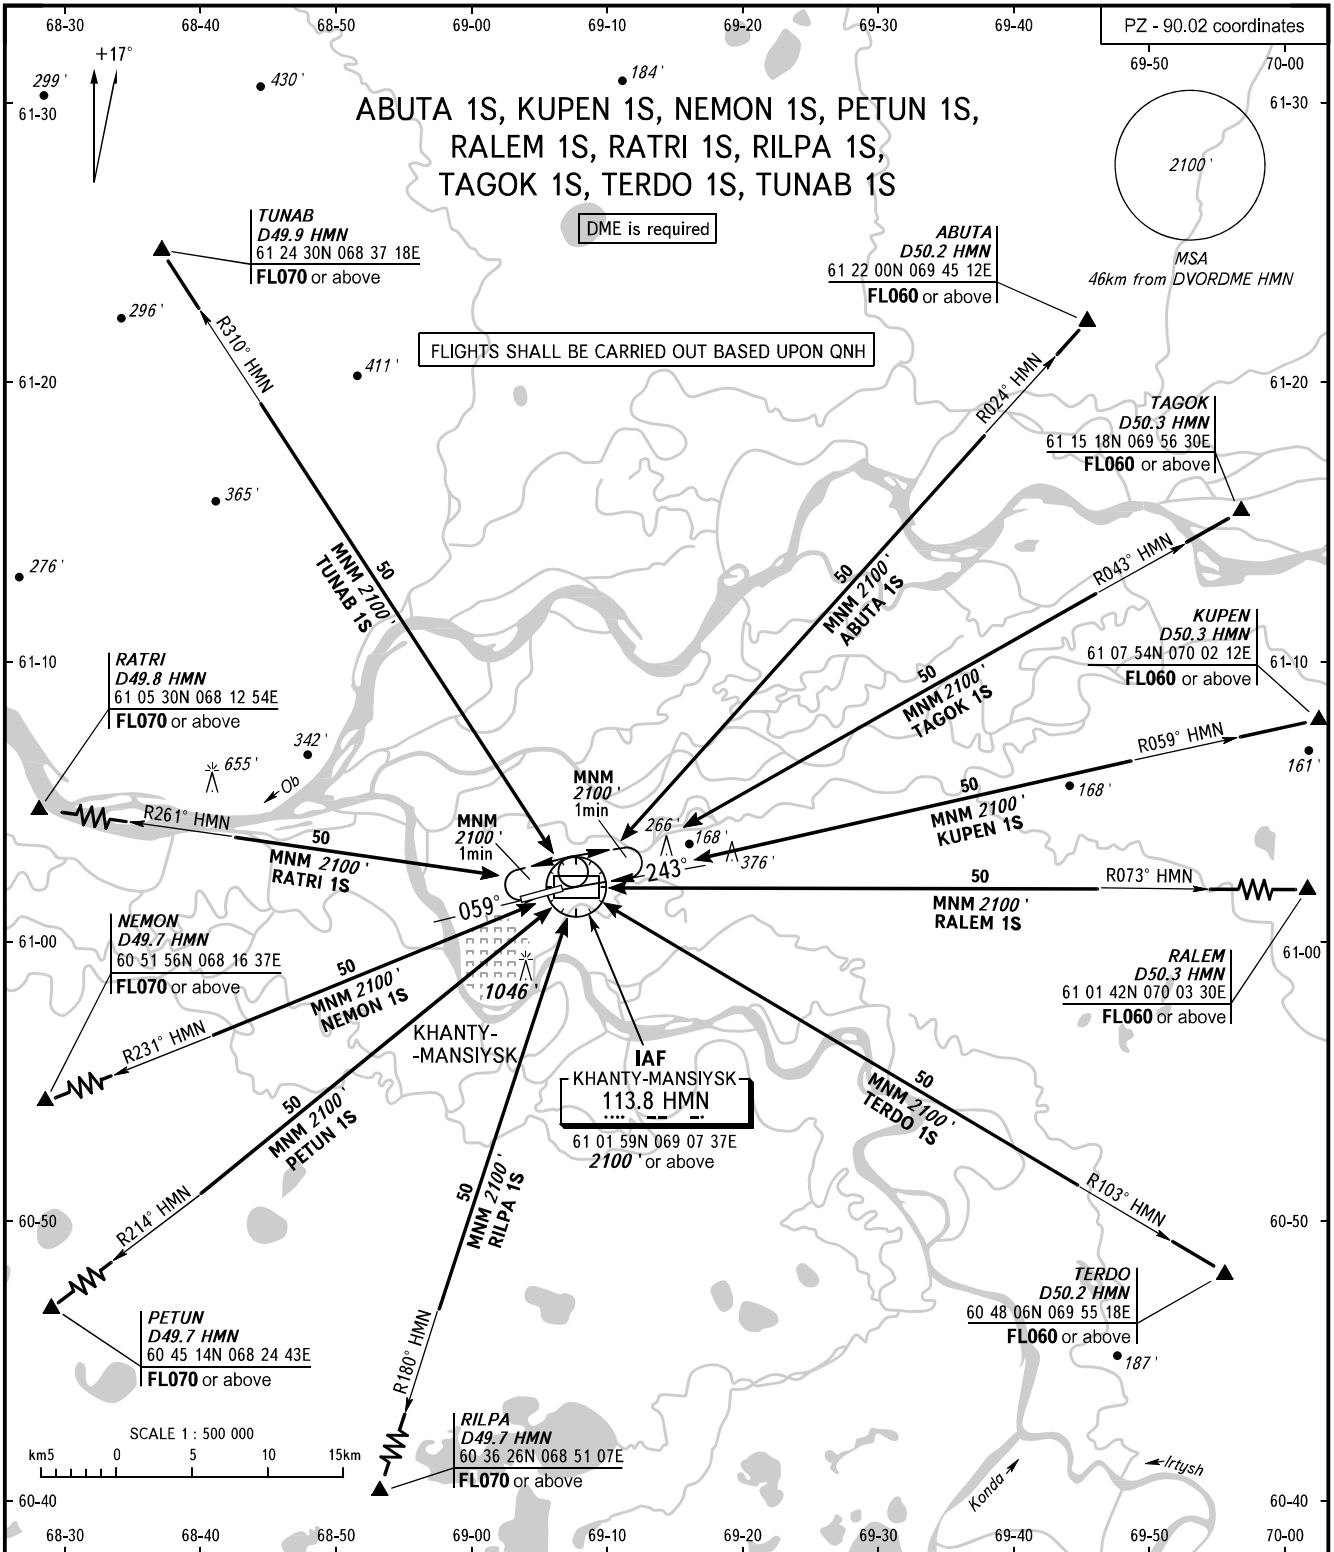 68-30 68-40 68-50 69-00 69-10 69-20 69-30 69-40
PZ - 90.02 coordinates
69-50 70-00
+17°
299'
430'
184'
61-30
61-30
ABUTA 1S, KUPEN 1S, NEMON 1S, PETUN 1S,
RALEM 1S, RATRI 1S, RILPA 1S,
TAGOK 1S, TERDO 1S, TUNAB 1S
2100'
MSA
46km from DVORDME HMN
DME is required
TUNAB
D49.9 HMN
61 24 30N 068 37 18E
FL070 or above
ABUTA
D50.2 HMN
61 22 00N 069 45 12E
FL060 or above
296'
R310° HMN
FLIGHTS SHALL BE CARRIED OUT BASED UPON QNH
411'
R024° HMN
61-20
61-20
TAGOK
D50.3 HMN
61 15 18N 069 56 30E
FL060 or above
365'
276'
50
MNM 2100'
TUNAB 1S
50
MNM 2100'
ABUTA 1S
R043° HMN
KUPEN
D50.3 HMN
61 07 54N 070 02 12E
FL060 or above
61-10
61-10
RATRI
D49.8 HMN
61 05 30N 068 12 54E
FL070 or above
50
MNM 2100'
TAGOK 1S
R059° HMN
161'
342'
655'
Ob
R261° HMN
50
MNM 2100'
RATRI 1S
MNM
2100'
1min
MNM
2100'
1min
266'
168'
376'
168'
50
MNM 2100'
KUPEN 1S
243°
059°
50
MNM 2100'
RALEM 1S
R073° HMN
NEMON
D49.7 HMN
60 51 56N 068 16 37E
FL070 or above
61-00
61-00
RALEM
D50.3 HMN
61 01 42N 070 03 30E
FL060 or above
50
MNM 2100'
NEMON 1S
R231° HMN
1046'
KHANTY-
-MANSIYSK
IAF
KHANTY-MANSIYSK
113.8 HMN
61 01 59N 069 07 37E
2100' or above
50
MNM 2100'
TERDO 1S
R103° HMN
50
MNM 2100'
PETUN 1S
R214° HMN
50
MNM 2100'
RILPA 1S
R180° HMN
60-50
60-50
TERDO
D50.2 HMN
60 48 06N 069 55 18E
FL060 or above
187'
PETUN
D49.7 HMN
60 45 14N 068 24 43E
FL070 or above
RILPA
D49.7 HMN
60 36 26N 068 51 07E
FL070 or above
SCALE 1 : 500 000
km5 0 5 10 15km
Konda
Irtysh
60-40
60-40
68-30 68-40 68-50 69-00 69-10 69-20 69-30 69-40 69-50 70-00